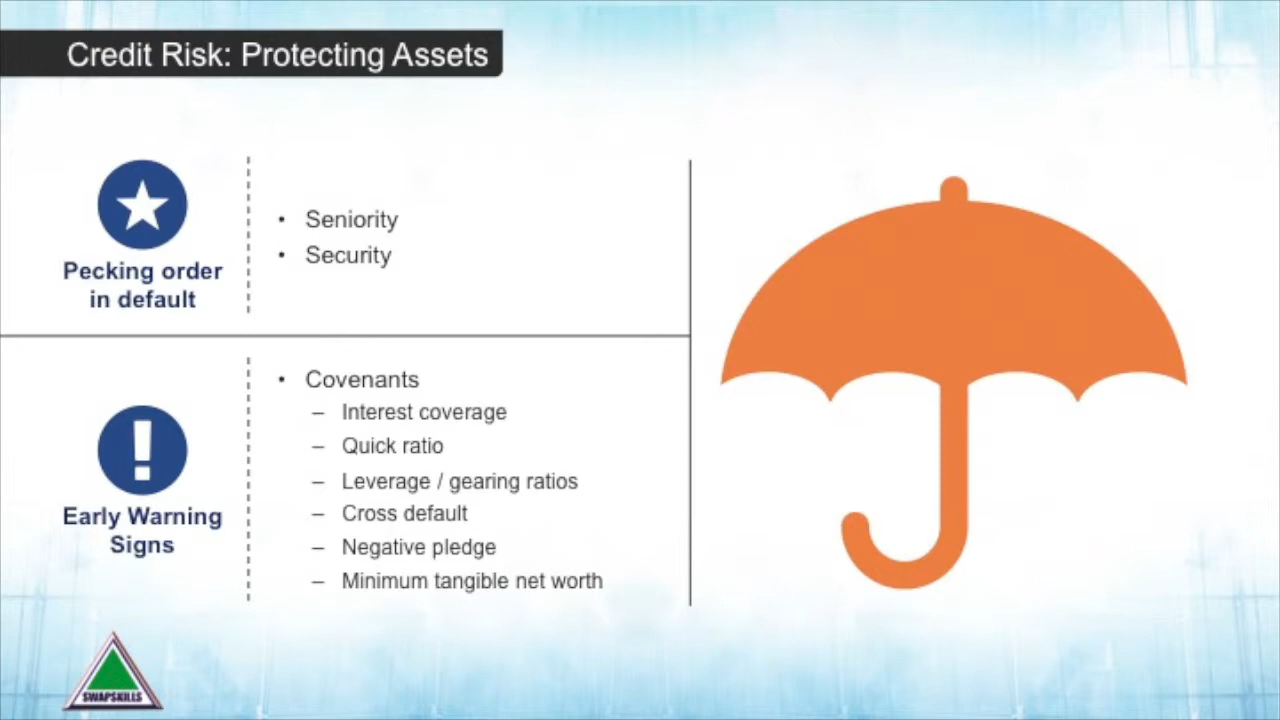 Credit Risk: Protecting Assets
Pecking order
in default
• Seniority
• Security
Early Warning
Signs
• Covenants
– Interest coverage
– Quick ratio
– Leverage / gearing ratios
– Cross default
– Negative pledge
– Minimum tangible net worth
SWAPSKILLS